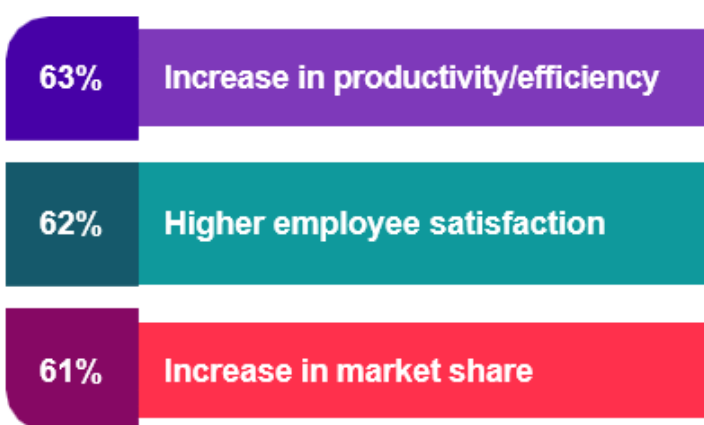 63% Increase in productivity/efficiency
62% Higher employee satisfaction
61% Increase in market share